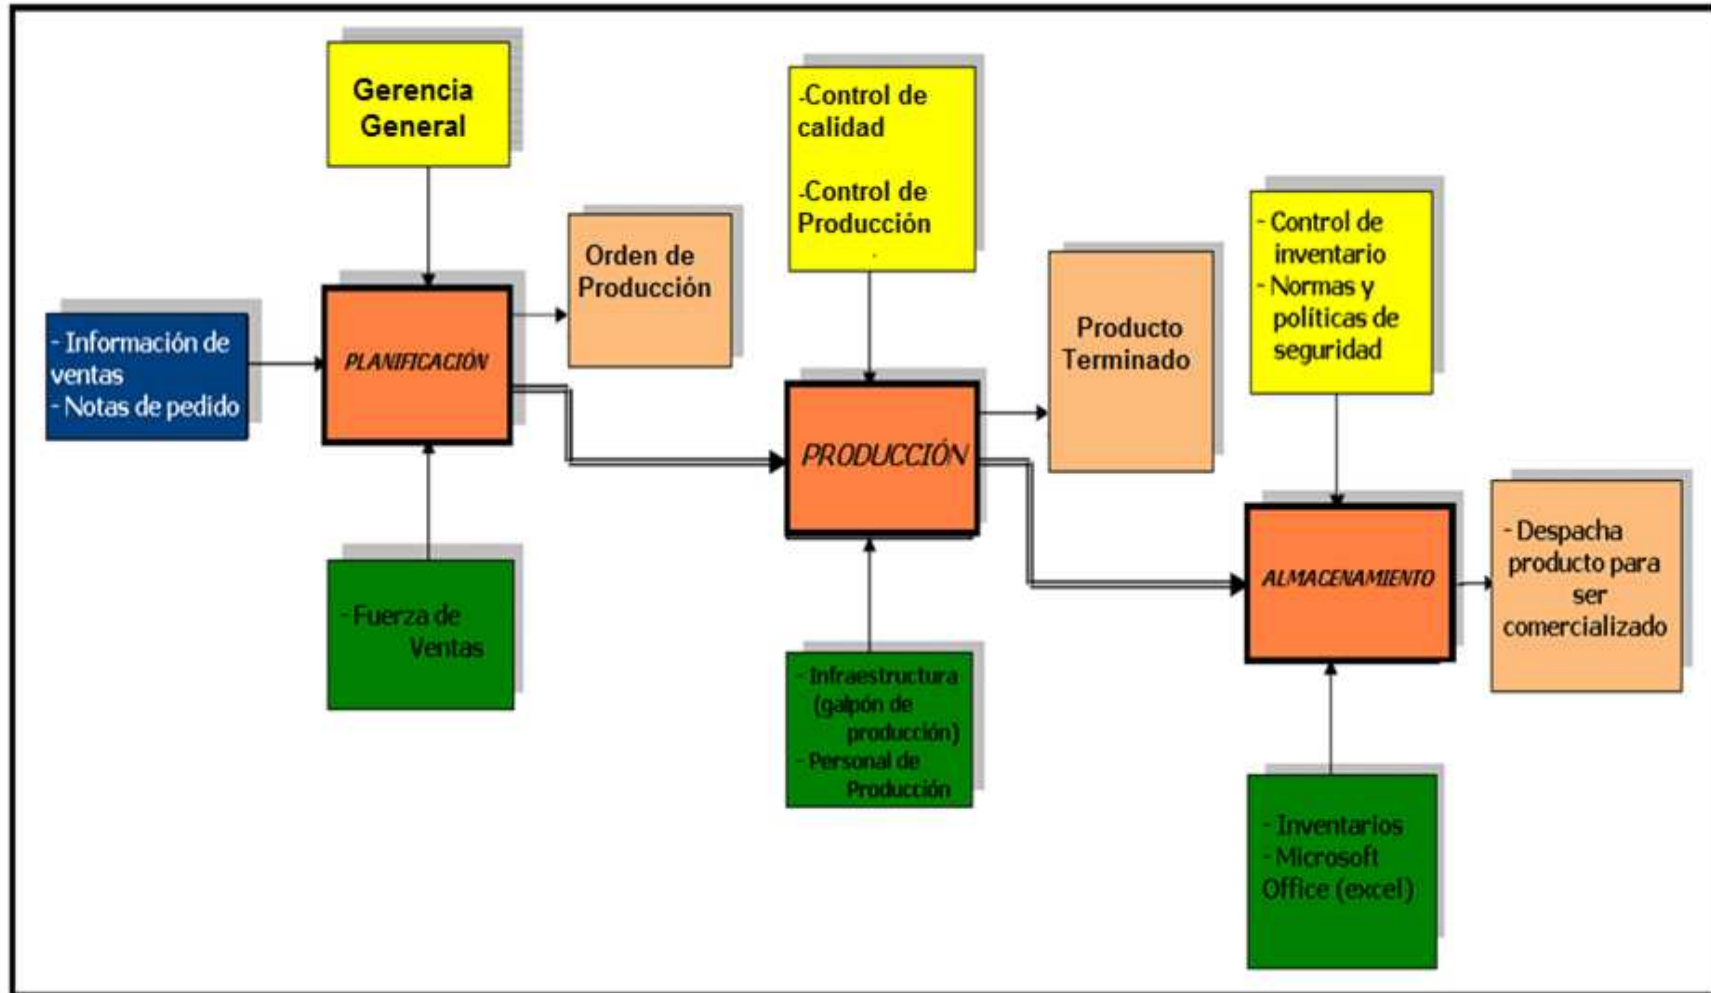 Gerencia
General
-Control de
calidad
-Control de
Producción
.
- Control de
inventario
- Normas y
políticas de
seguridad
Orden de
Producción
Producto
Terminado
- Información de
ventas
- Notas de pedido
PLANIFICACIÓN
PRODUCCIÓN
ALMACENAMIENTO
- Despacha
producto para
ser
comercializado
- Fuerza de
Ventas
- Infraestructura
(galpón de
producción)
- Personal de
Producción
- Inventarios
- Microsoft
Office (excel)